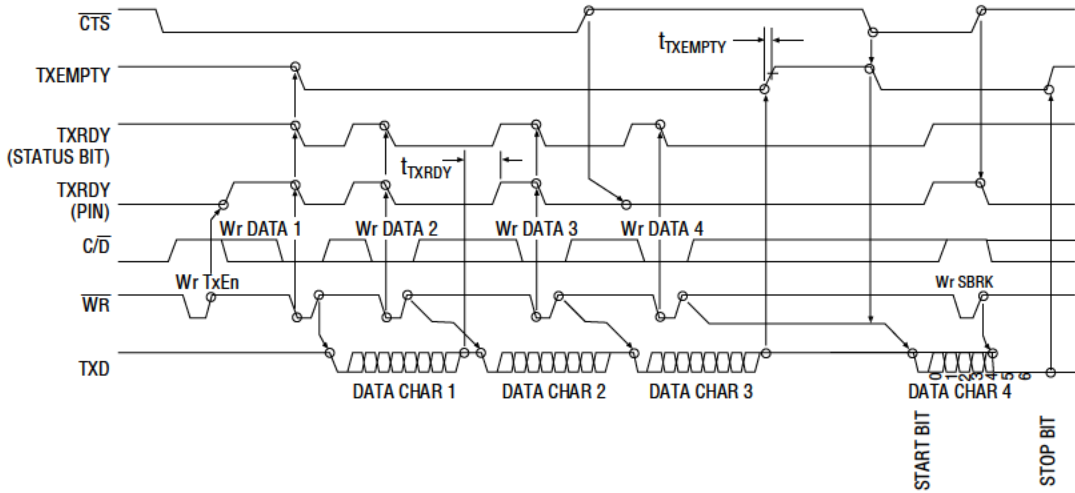 CTS
tTXEMPTY
TXEMPTY
TXRDY
(STATUS BIT)
tTXRDY
TXRDY
(PIN)
Wr DATA 1
Wr DATA 2
Wr DATA 3
Wr DATA 4
C/D
Wr TxEn
Wr SBRK
WR
TXD
0 1 2 3 4 5 6
DATA CHAR 1
DATA CHAR 2
DATA CHAR 3
DATA CHAR 4
START BIT
STOP BIT